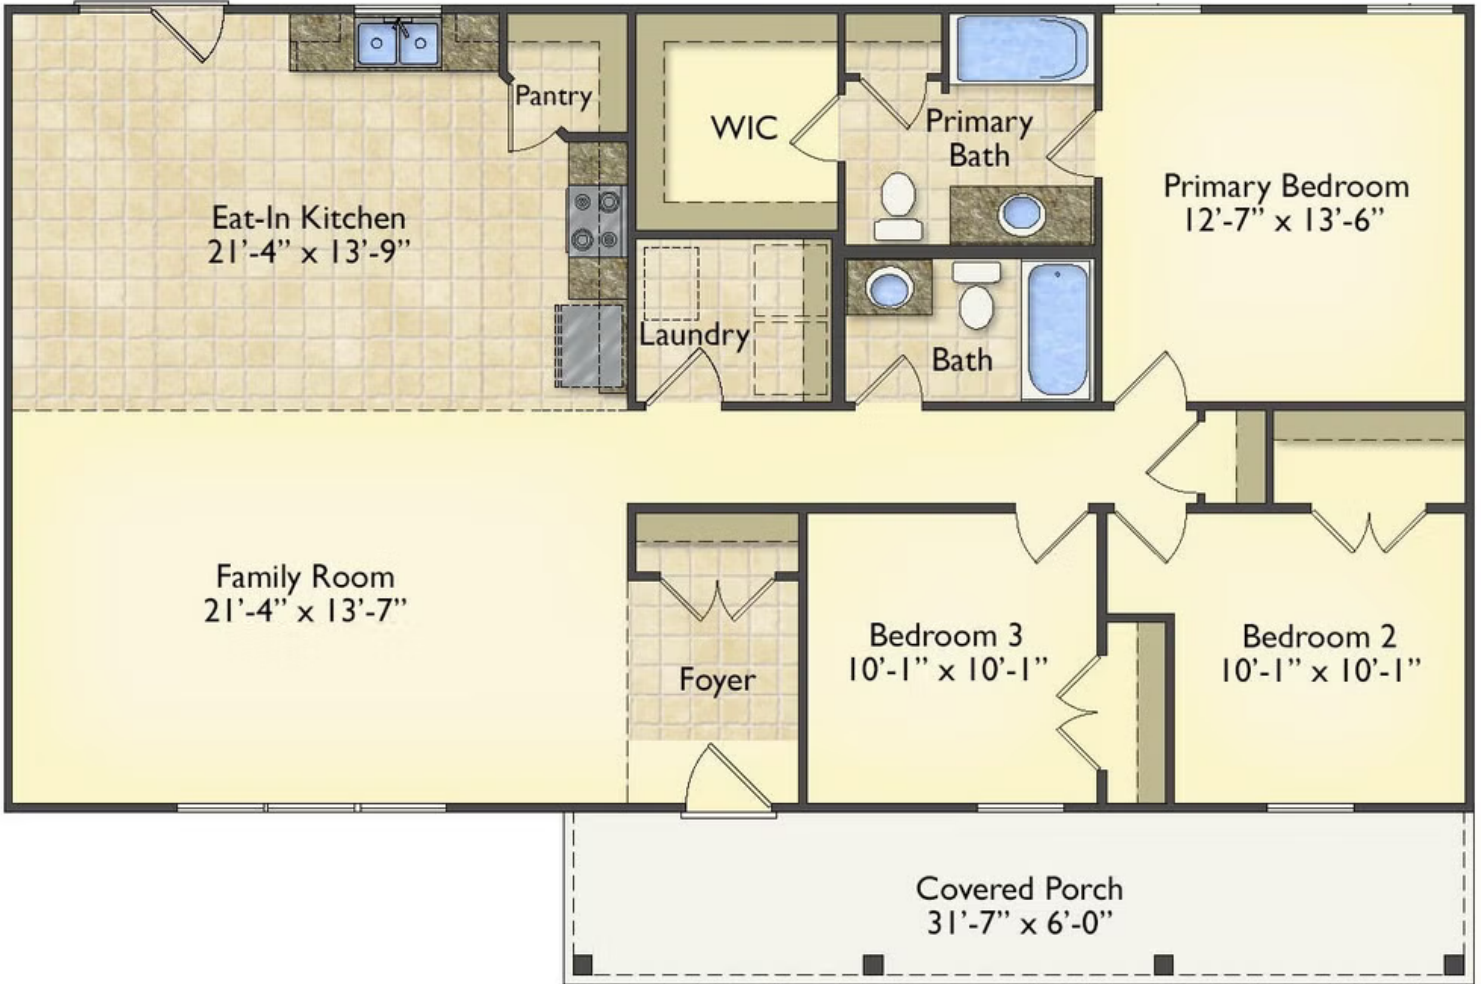 Pantry
WIC
Primary
Bath
Primary Bedroom
12'-7” x 13'-6”
Eat-In Kitchen
21'-4” x 13'-9”
Laundry
Bath
Family Room
21'-4” x 13'-7”
Foyer
Bedroom 3
10'-1” x 10'-1”
Bedroom 2
10'-1” x 10'-1”
Covered Porch
31'-7” x 6'-0”